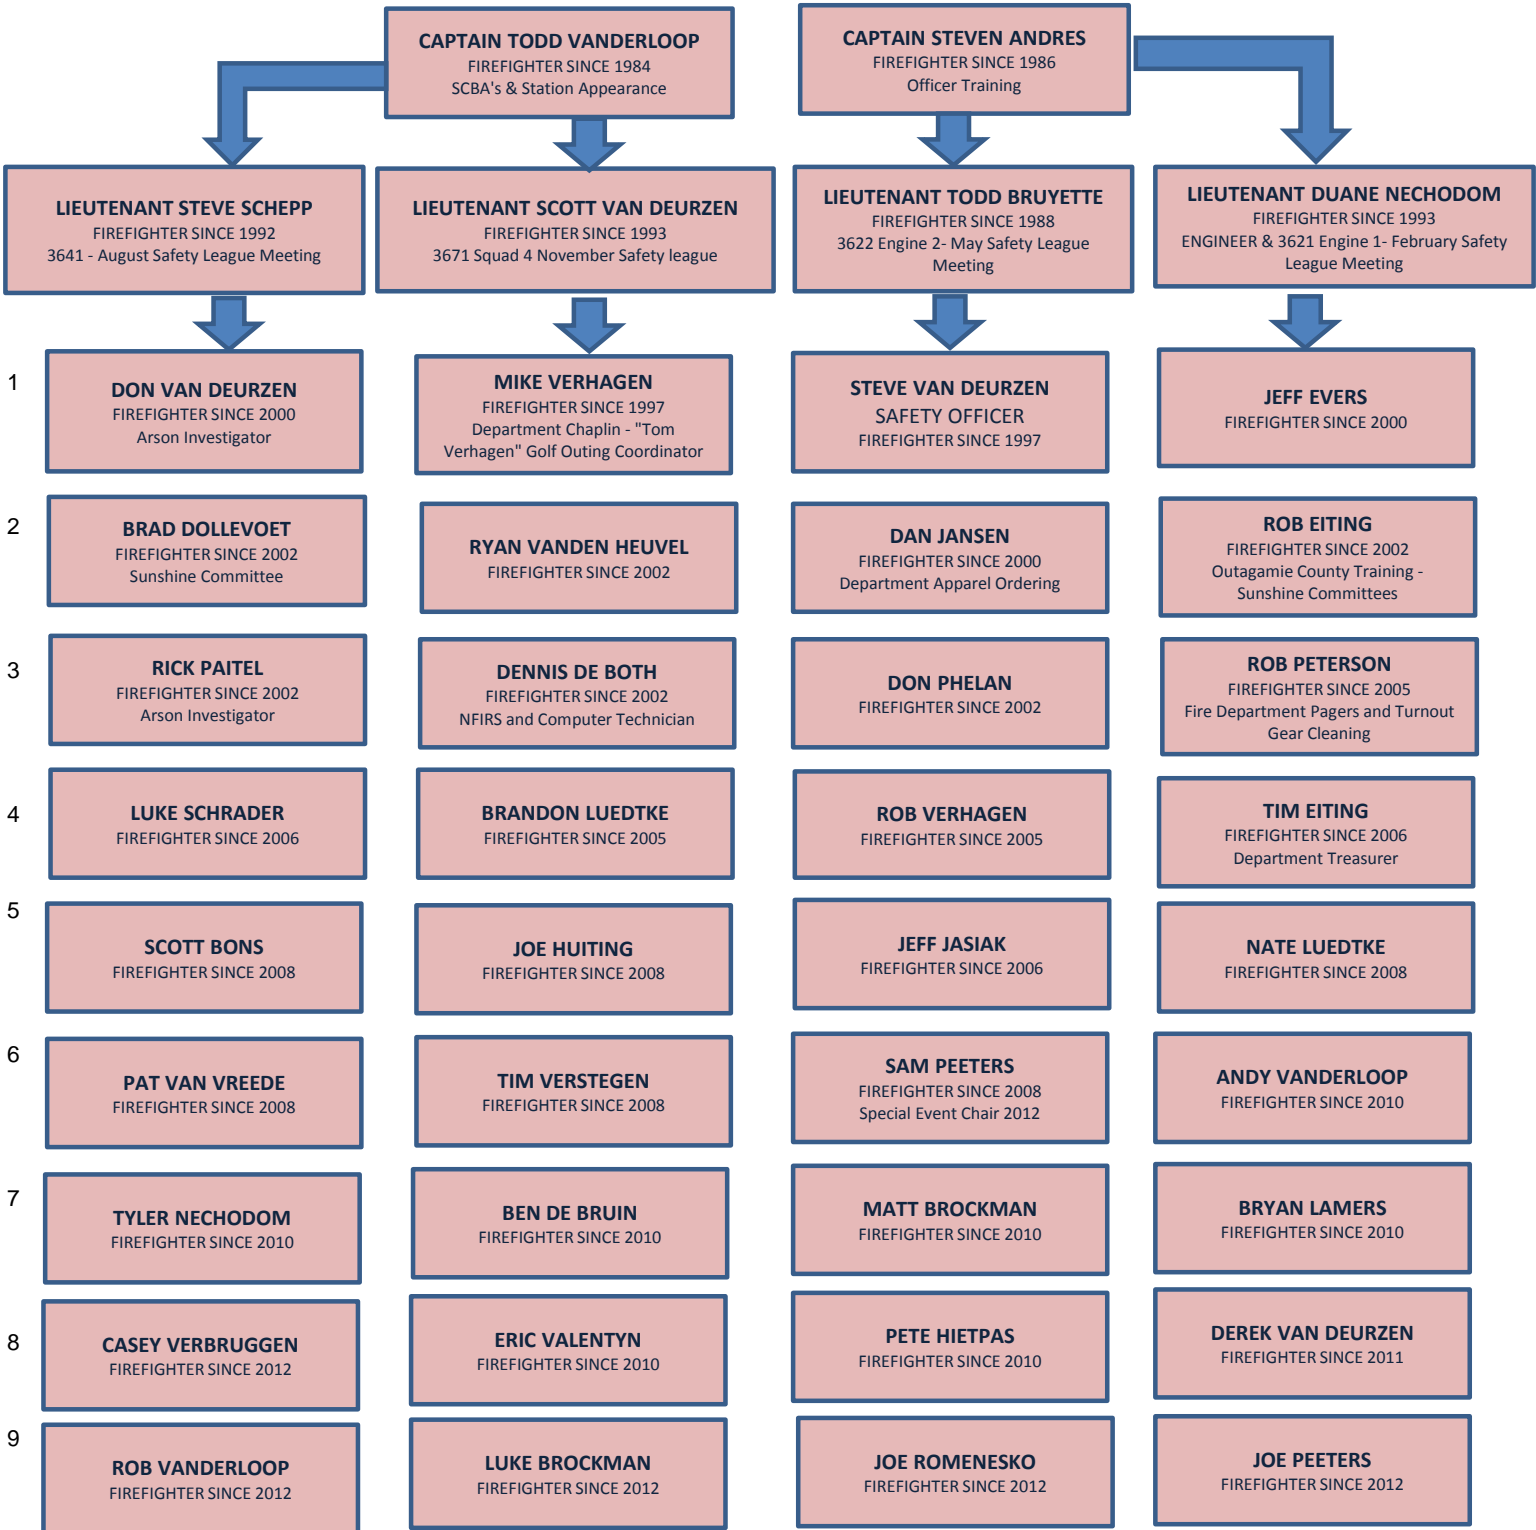 CAPTAIN TODD VANDERLOOP
FIREFIGHTER SINCE 1984
SCBA's & Station Appearance
CAPTAIN STEVEN ANDRES
FIREFIGHTER SINCE 1986
Officer Training
LIEUTENANT STEVE SCHEPP
FIREFIGHTER SINCE 1992
3641 - August Safety League Meeting
LIEUTENANT SCOTT VAN DEURZEN
FIREFIGHTER SINCE 1993
3671 Squad 4 November Safety league
LIEUTENANT TODD BRUYETTE
FIREFIGHTER SINCE 1988
3622 Engine 2- May Safety League
Meeting
LIEUTENANT DUANE NECHODOM
FIREFIGHTER SINCE 1993
ENGINEER & 3621 Engine 1- February Safety
League Meeting
1
DON VAN DEURZEN
FIREFIGHTER SINCE 2000
Arson Investigator
MIKE VERHAGEN
FIREFIGHTER SINCE 1997
Department Chaplin - "Tom
Verhagen" Golf Outing Coordinator
STEVE VAN DEURZEN
SAFETY OFFICER
FIREFIGHTER SINCE 1997
JEFF EVERS
FIREFIGHTER SINCE 2000
2
BRAD DOLLEVOET
FIREFIGHTER SINCE 2002
Sunshine Committee
RYAN VANDEN HEUVEL
FIREFIGHTER SINCE 2002
DAN JANSEN
FIREFIGHTER SINCE 2000
Department Apparel Ordering
ROB EITING
FIREFIGHTER SINCE 2002
Outagamie County Training -
Sunshine Committees
3
RICK PAITEL
FIREFIGHTER SINCE 2002
Arson Investigator
DENNIS DE BOTH
FIREFIGHTER SINCE 2002
NFIRS and Computer Technician
DON PHELAN
FIREFIGHTER SINCE 2002
ROB PETERSON
FIREFIGHTER SINCE 2005
Fire Department Pagers and Turnout
Gear Cleaning
4
LUKE SCHRADER
FIREFIGHTER SINCE 2006
BRANDON LUEDTKE
FIREFIGHTER SINCE 2005
ROB VERHAGEN
FIREFIGHTER SINCE 2005
TIM EITING
FIREFIGHTER SINCE 2006
Department Treasurer
5
SCOTT BONS
FIREFIGHTER SINCE 2008
JOE HUITING
FIREFIGHTER SINCE 2008
JEFF JASIAK
FIREFIGHTER SINCE 2006
NATE LUEDTKE
FIREFIGHTER SINCE 2008
6
PAT VAN VREEDE
FIREFIGHTER SINCE 2008
TIM VERSTEGEN
FIREFIGHTER SINCE 2008
SAM PEETERS
FIREFIGHTER SINCE 2008
Special Event Chair 2012
ANDY VANDERLOOP
FIREFIGHTER SINCE 2010
7
TYLER NECHODOM
FIREFIGHTER SINCE 2010
BEN DE BRUIN
FIREFIGHTER SINCE 2010
MATT BROCKMAN
FIREFIGHTER SINCE 2010
BRYAN LAMERS
FIREFIGHTER SINCE 2010
8
CASEY VERBRUGGEN
FIREFIGHTER SINCE 2012
ERIC VALENTYN
FIREFIGHTER SINCE 2010
PETE HIETPAS
FIREFIGHTER SINCE 2010
DEREK VAN DEURZEN
FIREFIGHTER SINCE 2011
9
ROB VANDERLOOP
FIREFIGHTER SINCE 2012
LUKE BROCKMAN
FIREFIGHTER SINCE 2012
JOE ROMENESKO
FIREFIGHTER SINCE 2012
JOE PEETERS
FIREFIGHTER SINCE 2012